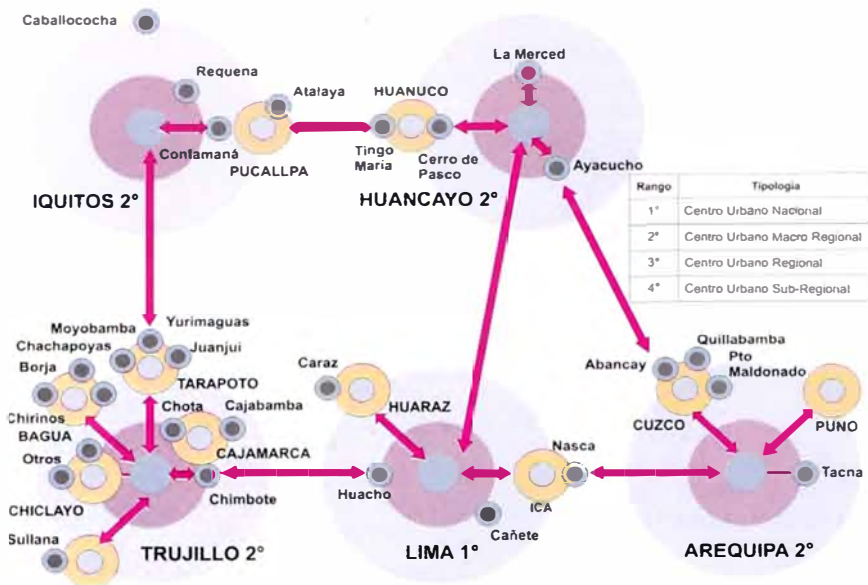 Caballococha
Requena
Contamaná
IQUITOS 2°
Atalaya
PUCALLPA
HUANUCO
Tingo
María
Cerro de
Pasco
La Merced
Ayacucho
HUANCAYO 2°
Rango Tipología
1° Centro Urbano Nacional
2° Centro Urbano Macro Regional
3° Centro Urbano Regional
4° Centro Urbano Sub-Regional
Moyobamba
Yurimaguas
Chachapoyas
Juanjui
Borja
TARAPOTO
Chirinos
BAGUA
Chota
Cajabamba
CAJAMARCA
Otros
CHICLAYO
Chimbote
Sullana
TRUJILLO 2°
Caraz
HUARAZ
Huacho
Nasca
ICA
Cañete
LIMA 1°
Quillabamba
Abancay
Pto
Maldonado
CUZCO
PUNO
Tacna
AREQUIPA 2°